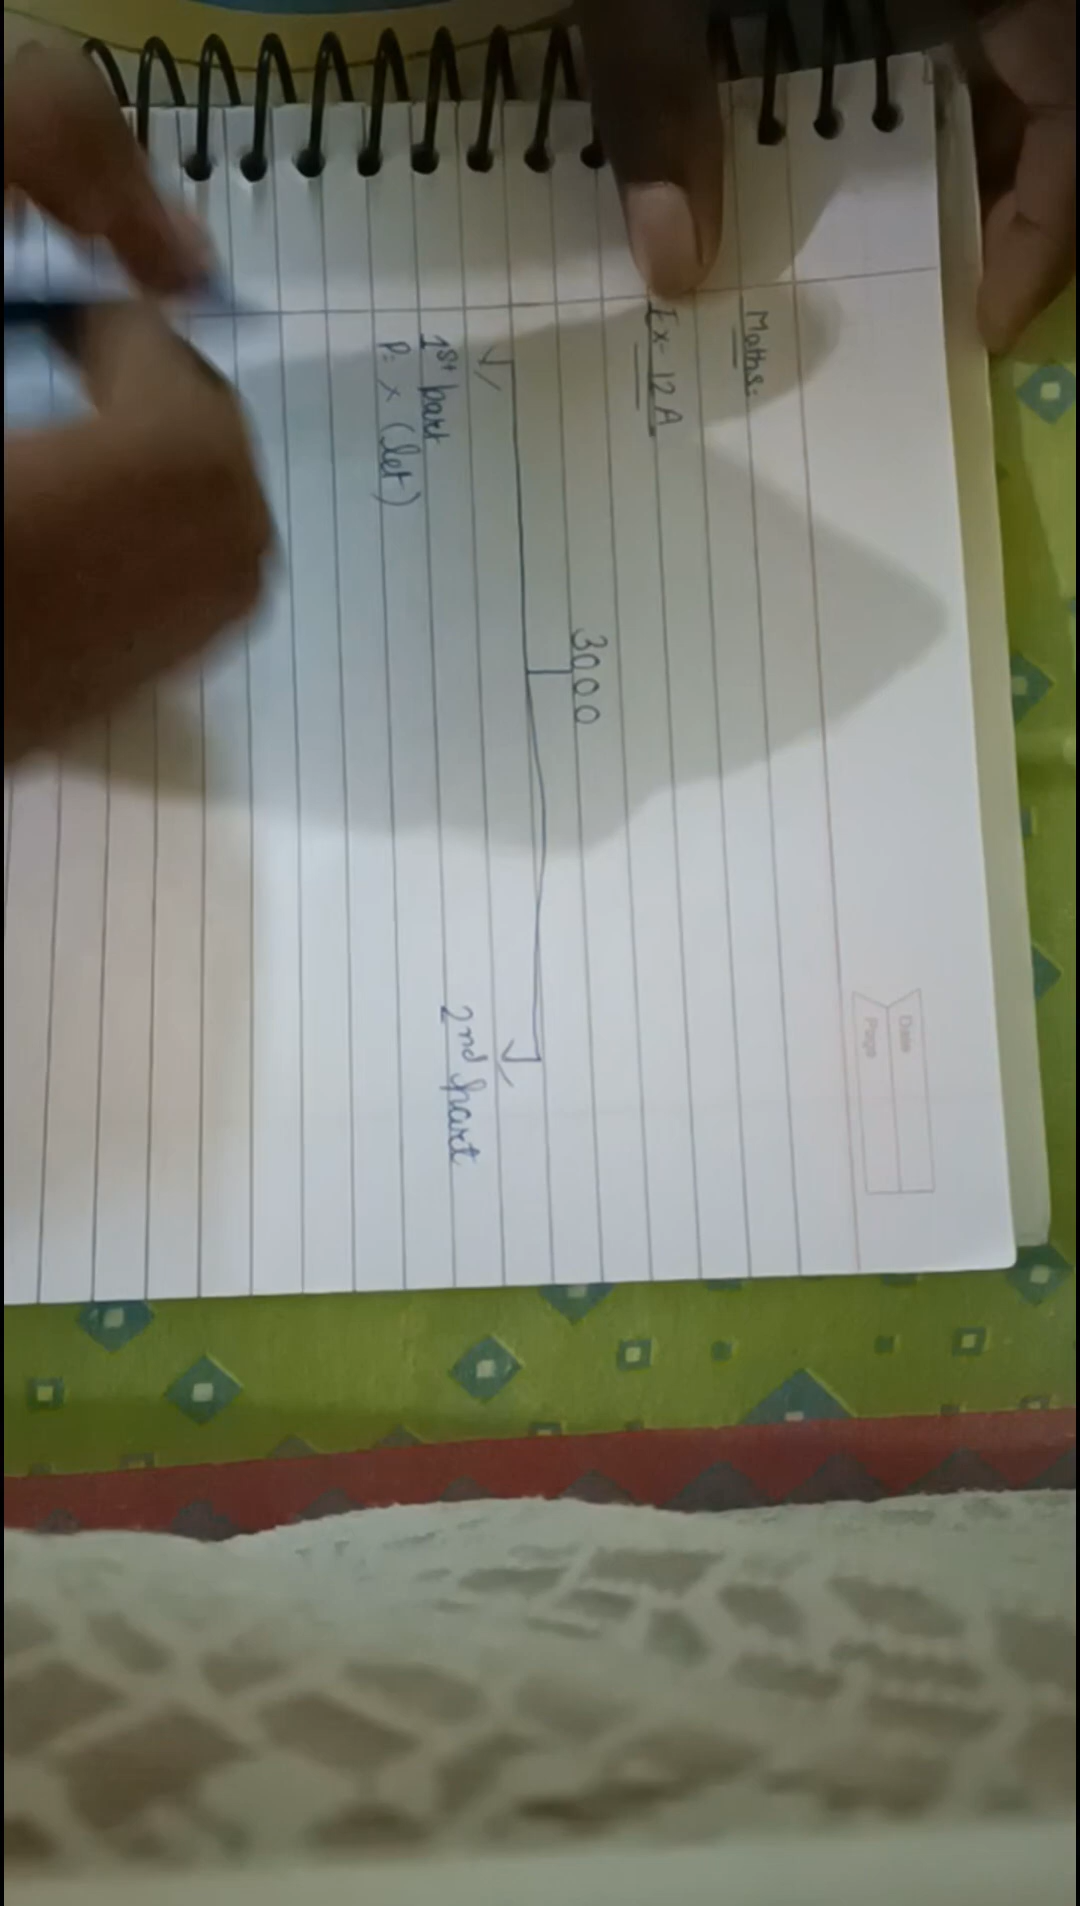 Date
Page
Maths:
Ex- 12 A
3000
1st part 2nd part
P= x (let)